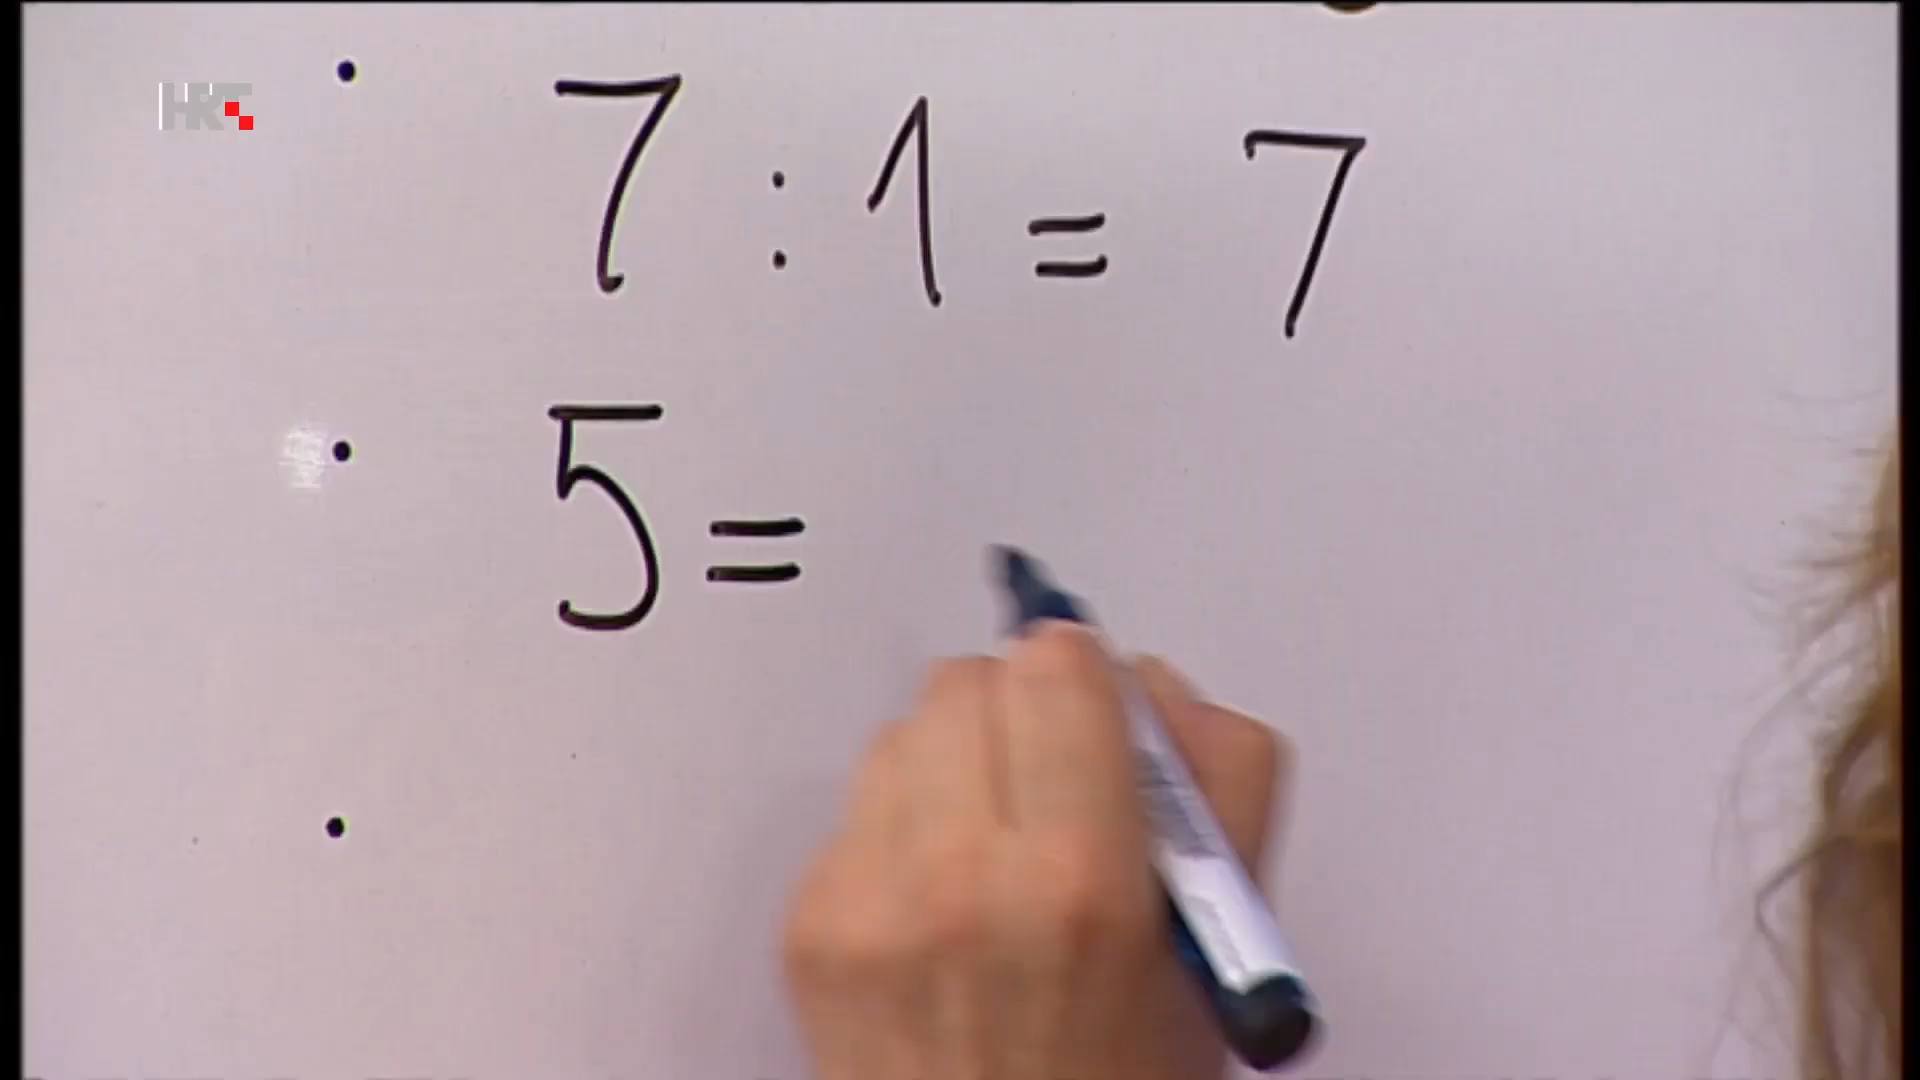 HRT
7 : 1 = 7
5 =